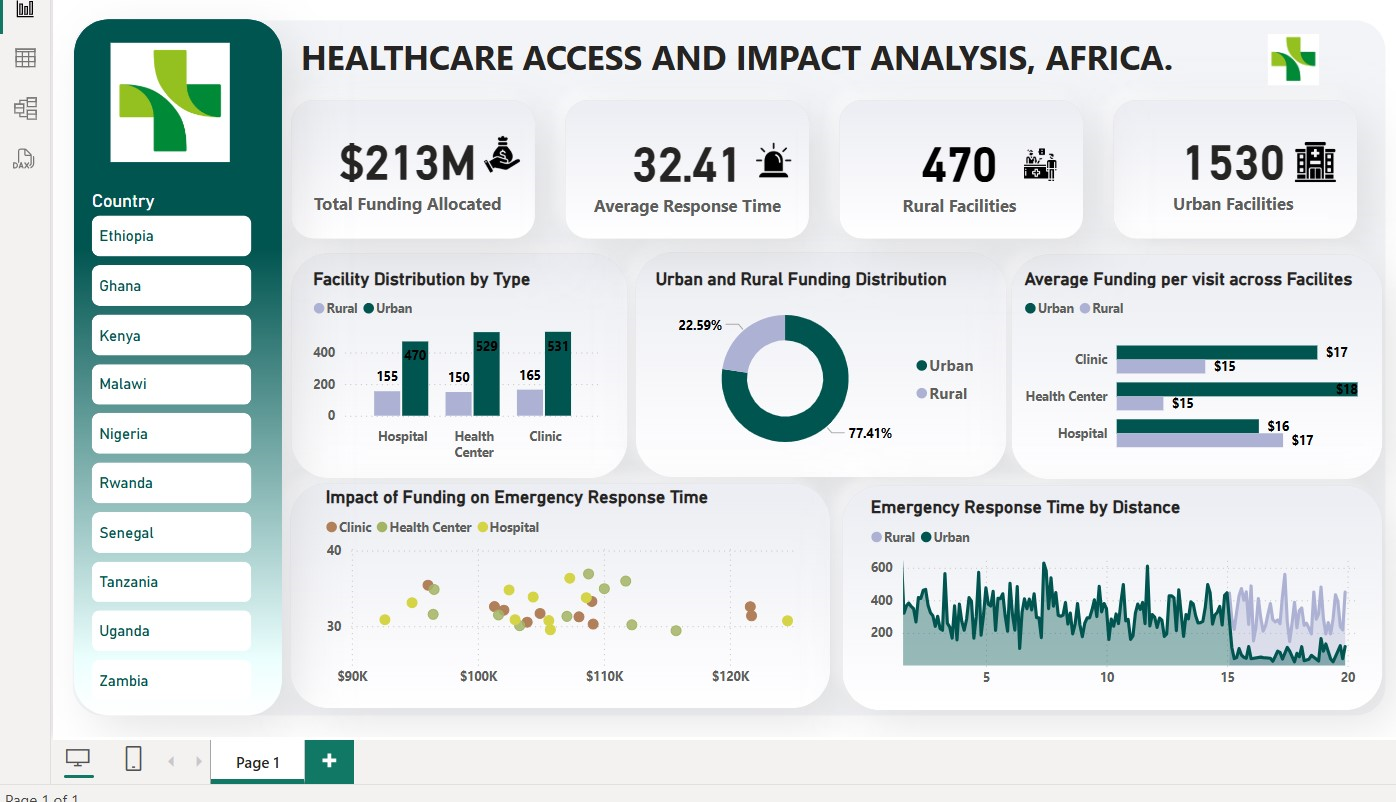 HEALTHCARE ACCESS AND IMPACT ANALYSIS, AFRICA.
$213M
Total Funding Allocated
32.41
Average Response Time
470
Rural Facilities
1530
Urban Facilities
DAX
Country
Ethiopia
Ghana
Kenya
Malawi
Nigeria
Rwanda
Senegal
Tanzania
Uganda
Zambia
Facility Distribution by Type
Rural Urban
400
200
0
155
470
150
529
165
531
Hospital
Health
Center
Clinic
Urban and Rural Funding Distribution
22.59%
77.41%
Urban
Rural
Average Funding per visit across Facilites
Urban Rural
Clinic
$17
$15
Health Center
$18
$15
Hospital
$16
$17
Impact of Funding on Emergency Response Time
Clinic Health Center Hospital
40
30
$90K
$100K
$110K
$120K
Emergency Response Time by Distance
Rural Urban
600
400
200
5
10
15
20
Page 1
+
Page 1 of 1